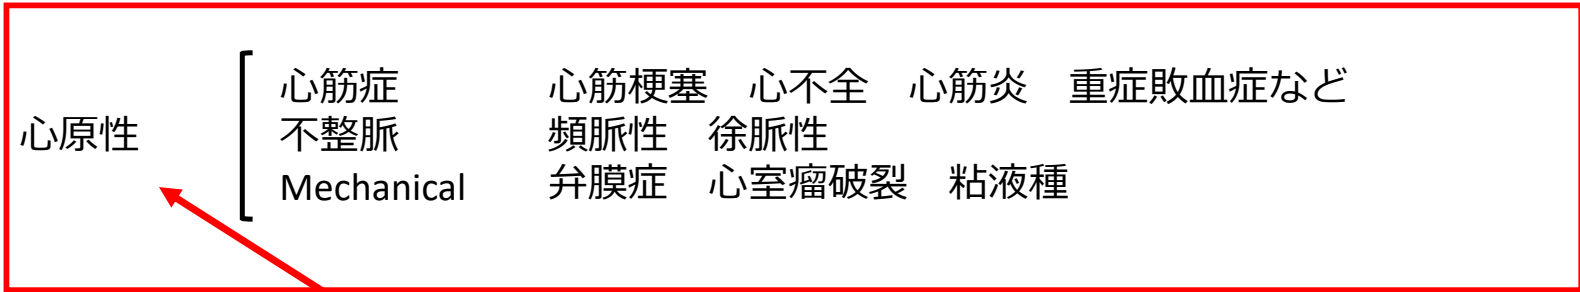 心筋症 心筋梗塞 心不全 心筋炎 重症敗血症など
心原性 不整脈 頻脈性 徐脈性
Mechanical 弁膜症 心室瘤破裂 粘液種